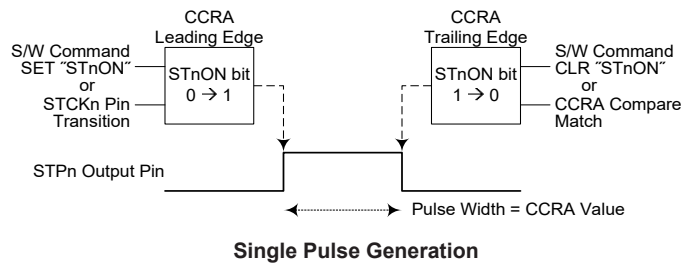 CCRA
Leading Edge
S/W Command
SET ˝STnON˝
or
STCKn Pin
Transition
STnON bit
0 → 1
CCRA
Trailing Edge
STnON bit
1 → 0
S/W Command
CLR ˝STnON˝
or
CCRA Compare
Match
STPn Output Pin
Pulse Width = CCRA Value
Single Pulse Generation